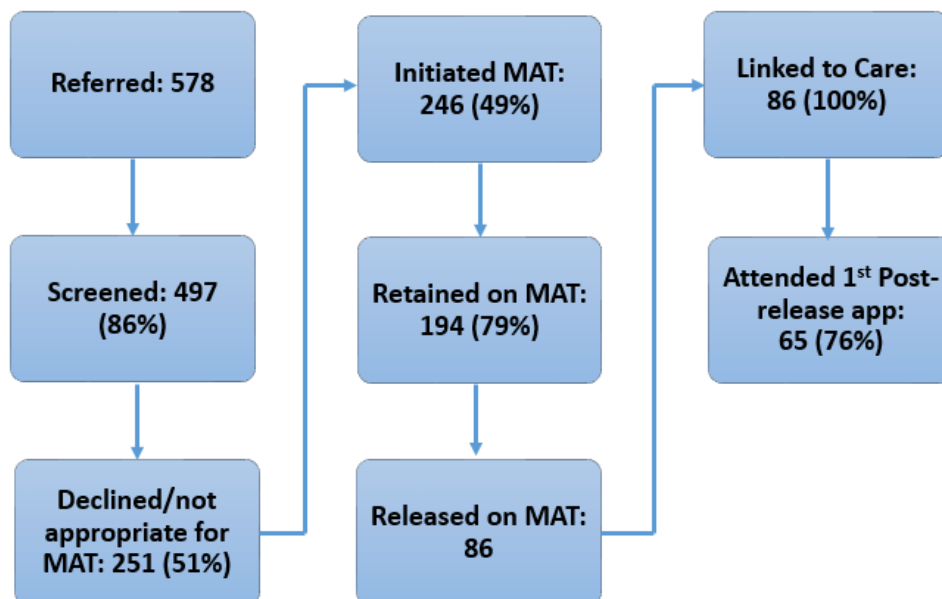 Referred: 578
Screened: 497
(86%)
Declined/not
appropriate for
MAT: 251 (51%)
Initiated MAT:
246 (49%)
Retained on MAT:
194 (79%)
Released on MAT:
86
Linked to Care:
86 (100%)
Attended 1st Post-
release app:
65 (76%)